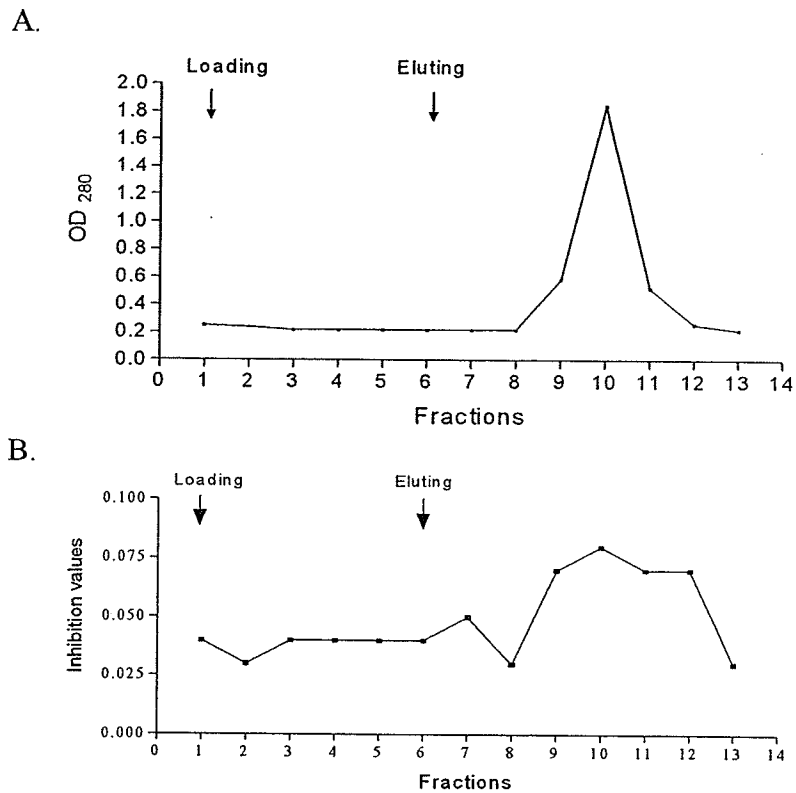 A.
Loading
Eluting
2.0
1.8
1.6
1.4
1.2
1.0
0.8
0.6
0.4
0.2
0.0
OD 280
0 1 2 3 4 5 6 7 8 9 10 11 12 13 14
Fractions
B.
Loading
Eluting
0.100
0.075
0.050
0.025
0.000
Inhibition values
0 1 2 3 4 5 6 7 8 9 10 11 12 13 14
Fractions